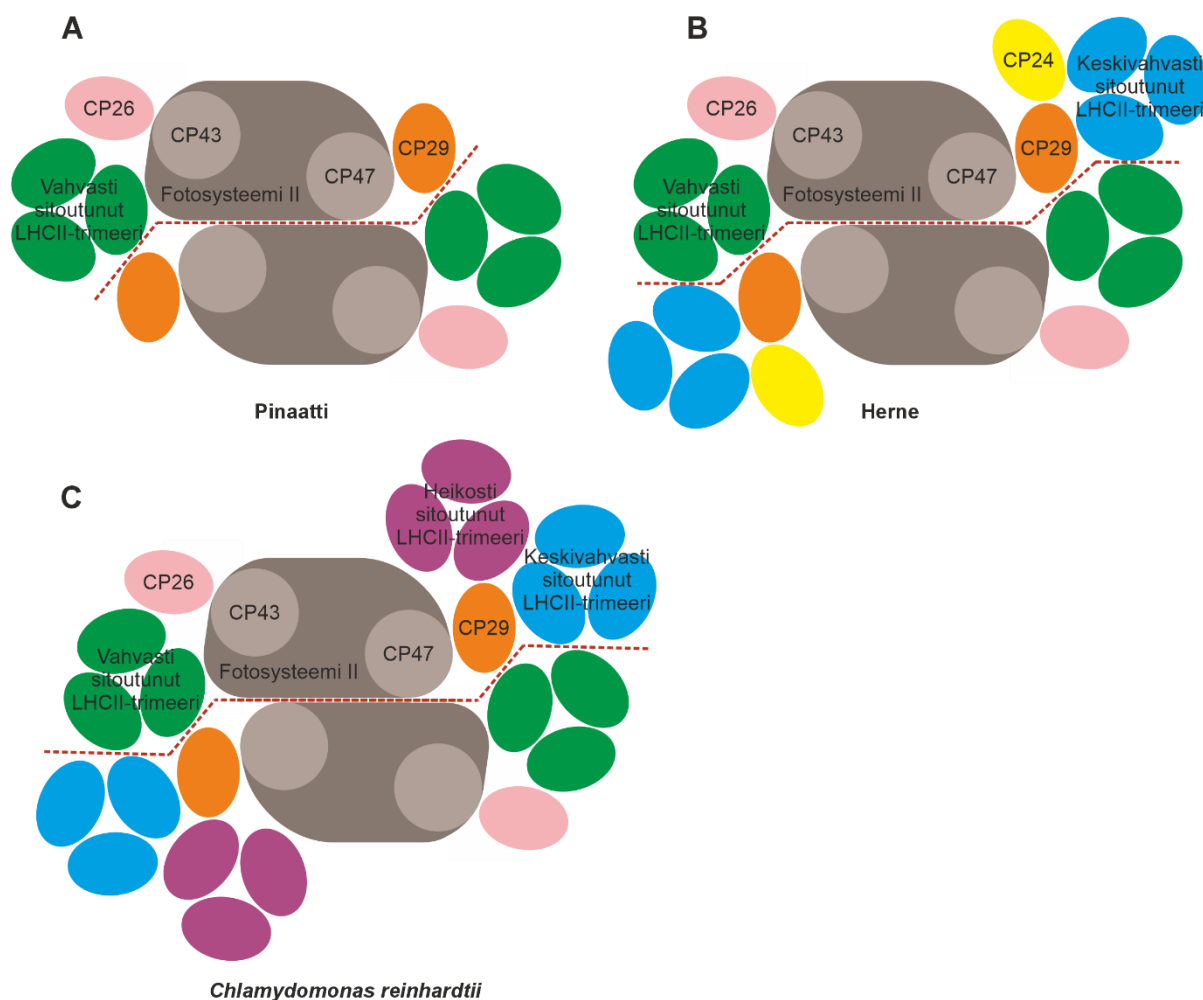 A
CP26
CP43
CP47
CP29
Vahvasti
sitoutunut
LHCII-trimeeri
Fotosysteemi II
Pinaatti
B
CP24
Keskivahvasti
sitoutunut
LHCII-trimeeri
CP26
CP43
CP47
CP29
Vahvasti
sitoutunut
LHCII-trimeeri
Fotosysteemi II
Herne
C
Heikosti
sitoutunut
LHCII-trimeeri
Keskivahvasti
sitoutunut
LHCII-trimeeri
CP26
CP43
CP47
CP29
Vahvasti
sitoutunut
LHCII-trimeeri
Fotosysteemi II
Chlamydomonas reinhardtii